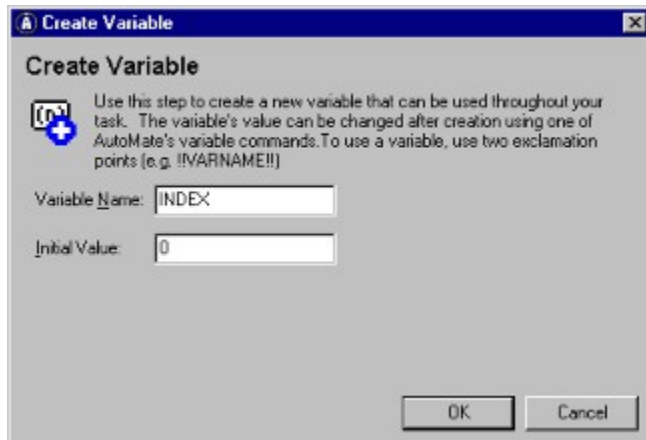 Create Variable
Create Variable
Use this step to create a new variable that can be used throughout your
task. The variable's value can be changed after creation using one of
AutoMate's variable commands.To use a variable, use two exclamation
points (e.g. !!VARNAME!!)
Variable Name: INDEX
Initial Value: 0
OK Cancel